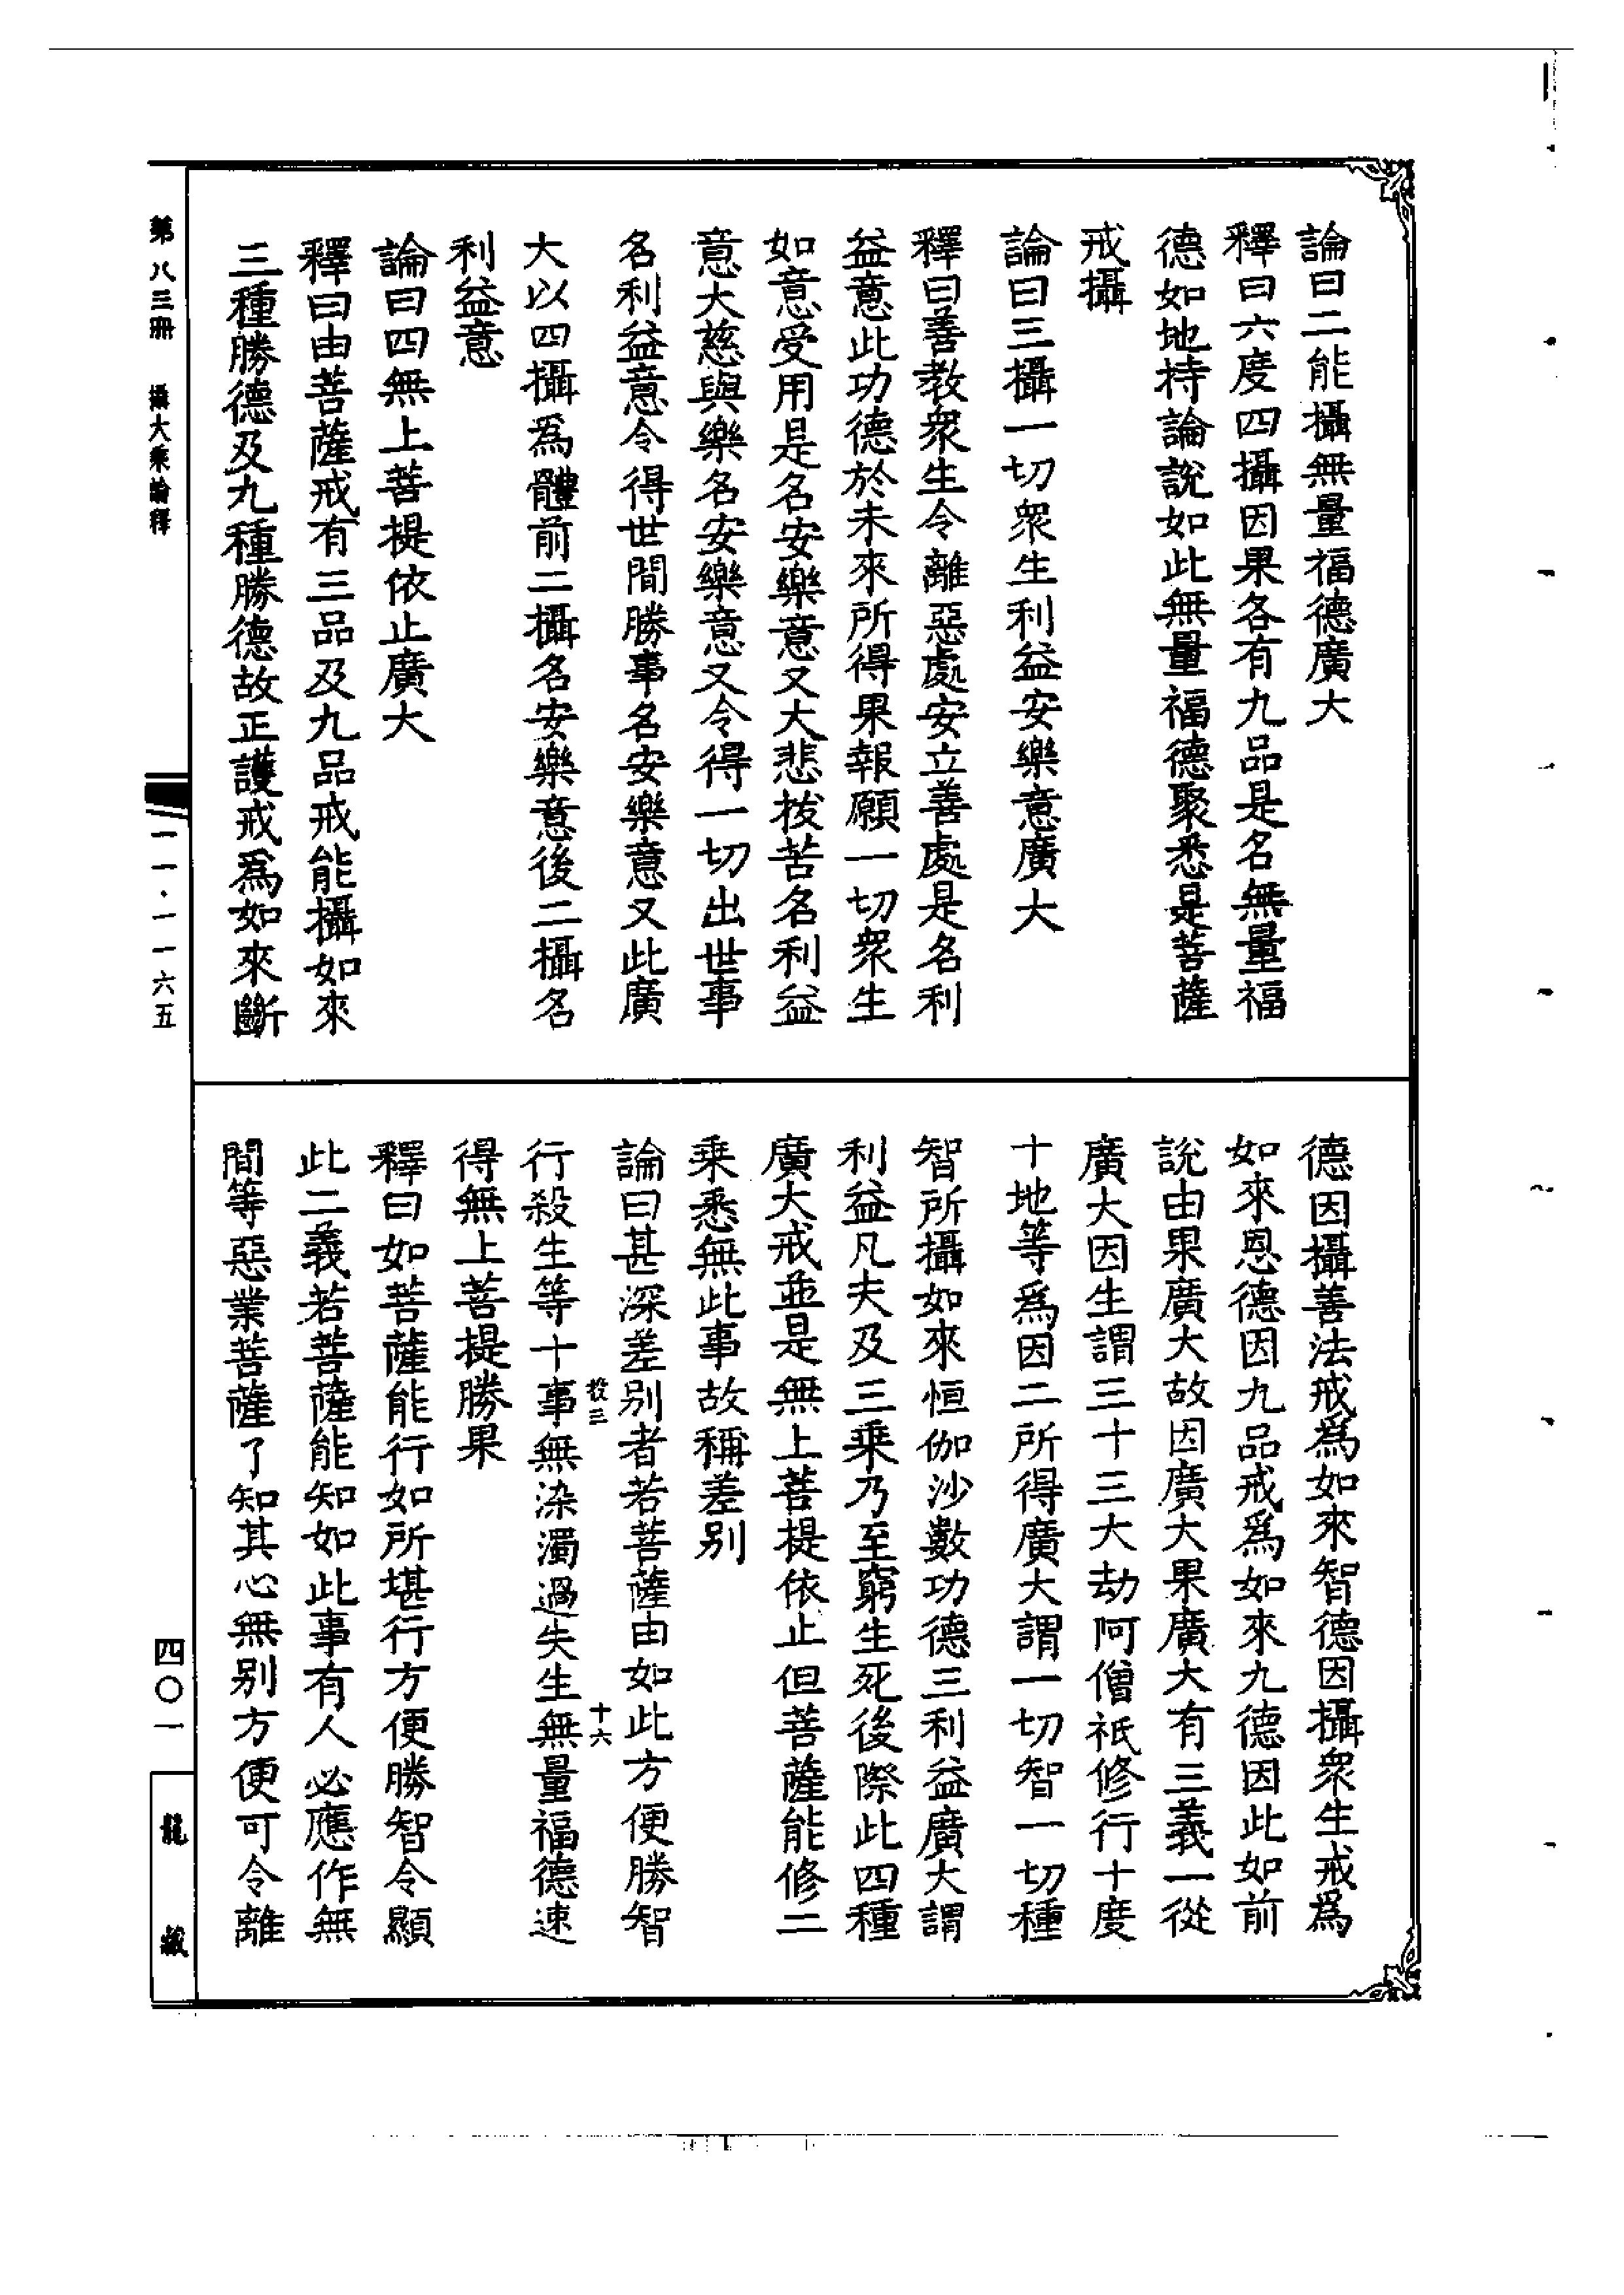 論曰二能攝無量福德廣大
釋曰六度四攝因果各有九品是名無量福
德如地持論說如此無量福德聚悉是菩薩
戒攝
論曰三攝一切衆生利益安樂意廣大
釋曰善教衆生令離惡處安立善處是名利
益意此功德於未來所得果報願一切衆生
如意受用是名安樂意又大悲拔苦名利益
意大慈與樂名安樂意又令得一切出世事
名利益意令得世間勝事名安樂意又此廣
大以四攝爲體前二攝名安樂意後二攝名
利益意
論曰四無上菩提依止廣大
釋曰由菩薩戒有三品及九品戒能攝如來
三種勝德及九種勝德故正護戒爲如來斷
德因攝善法戒爲如來智德因攝衆生戒爲
如來恩德因九品戒爲如來九德因此如前
說由果廣大故因廣大果廣大有三義一從
廣大因生謂三十三大劫阿僧祇修行十度
十地等爲因二所得廣大謂一切智一切種
智所攝如來恒伽沙數功德三利益廣大謂
利益凡夫及三乘乃至窮生死後際此四種
廣大戒並是無上菩提依止但菩薩能修二
乘悉無此事故稱差別
論曰甚深差別者若菩薩由如此方便勝智
投三
十六
行殺生等十事無染濁過失生無量福德速
得無上菩提勝果
釋曰如菩薩能行如所堪行方便勝智令顯
此二義若菩薩能知如此事有人必應作無
間等惡業菩薩了知其心無別方便可令離
第八三冊 攝大乘論釋
一一·一一六五
四〇一
龍藏